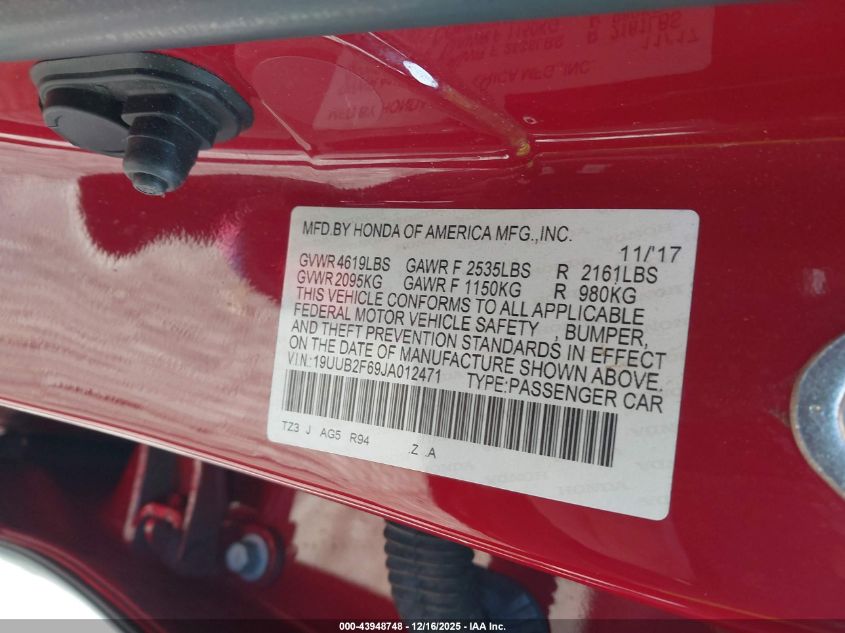 MFD.BY HONDA OF AMERICA MFG.,INC.
11/'17
GVWR 4619LBS GAWR F 2535LBS R 2161LBS
GVWR 2095KG GAWR F 1150KG R 980KG
THIS VEHICLE CONFORMS TO ALL APPLICABLE
FEDERAL MOTOR VEHICLE SAFETY , BUMPER,
AND THEFT PREVENTION STANDARDS IN EFFECT
ON THE DATE OF MANUFACTURE SHOWN ABOVE.
V.I.N.:19UUB2F69JA012471 TYPE:PASSENGER CAR
TZ3 J AG5 R94 .Z .A
000-43948748 - 12/16/2025 - IAA Inc.